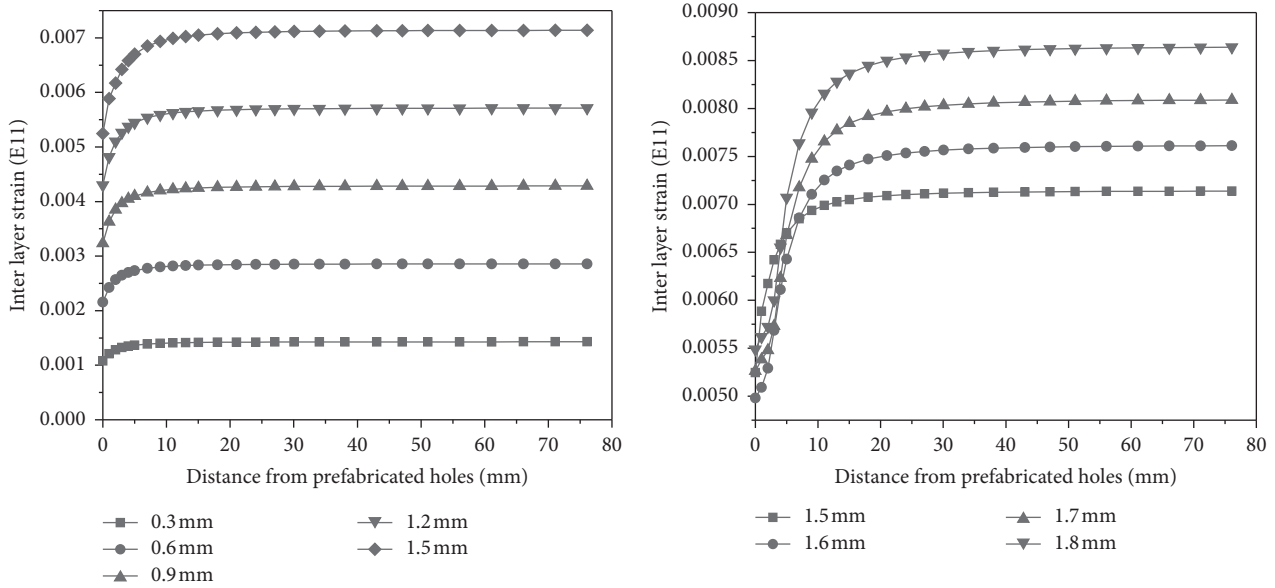 0.007
0.006
0.005
0.004
0.003
0.002
0.001
0.000
Inter layer strain (E11)
0 10 20 30 40 50 60 70 80
Distance from prefabricated holes (mm)
0.3 mm 1.2 mm
0.6 mm 1.5 mm
0.9 mm
0.0090
0.0085
0.0080
0.0075
0.0070
0.0065
0.0060
0.0055
0.0050
Inter layer strain (E11)
0 10 20 30 40 50 60 70 80
Distance from prefabricated holes (mm)
1.5 mm 1.7 mm
1.6 mm 1.8 mm